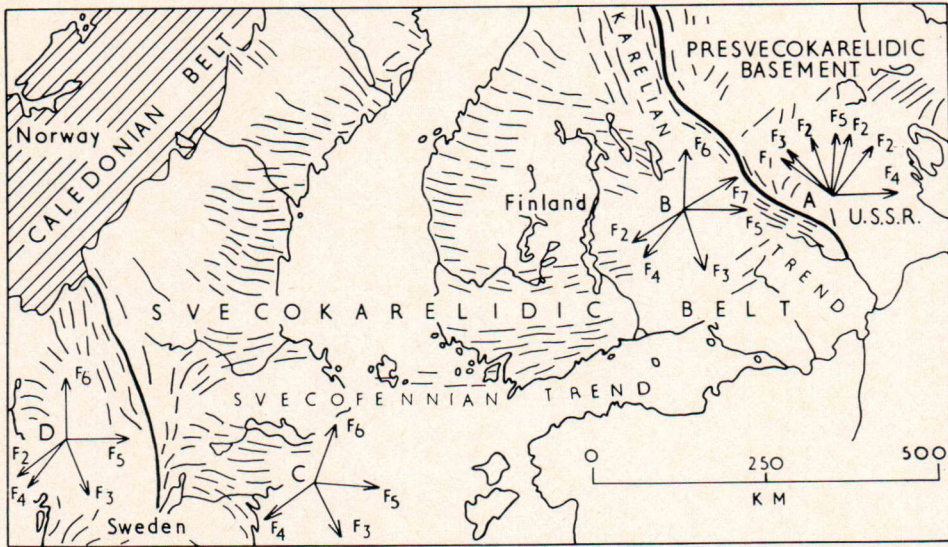 PRESVECOKARELIDIC
BASEMENT
CALEDONIAN BELT
KARELIAN
Norway
Finland
U.S.S.R.
A
F1
F3
F2
F5
F2
F2
F4
B
F6
F7
F5
F3
F4
F2
TREND
SVECOKARELIDIC BELT
SVECOFENNIAN TREND
D
F6
F5
F3
F4
F2
C
F6
F5
F3
F4
Sweden
0 250 500
KM